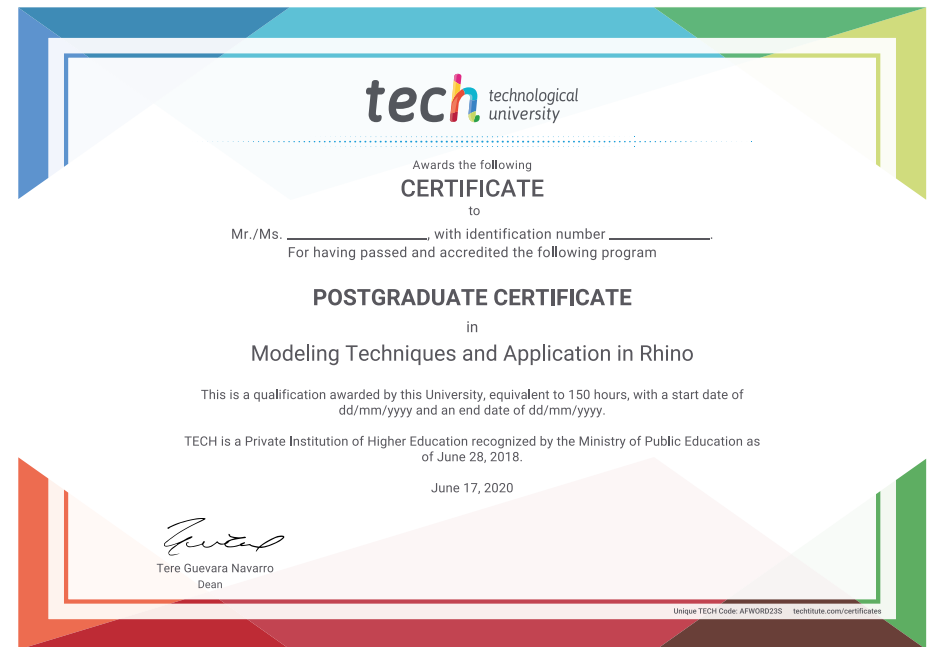 tech technological
university
Awards the following
CERTIFICATE
to
Mr./Ms. ____________________, with identification number ______________.
For having passed and accredited the following program
POSTGRADUATE CERTIFICATE
in
Modeling Techniques and Application in Rhino
This is a qualification awarded by this University, equivalent to 150 hours, with a start date of
dd/mm/yyyy and an end date of dd/mm/yyyy.
TECH is a Private Institution of Higher Education recognized by the Ministry of Public Education as
of June 28, 2018.
June 17, 2020
Tere Guevara Navarro
Dean
Unique TECH Code: AFWORD23S techtitute.com/certificates